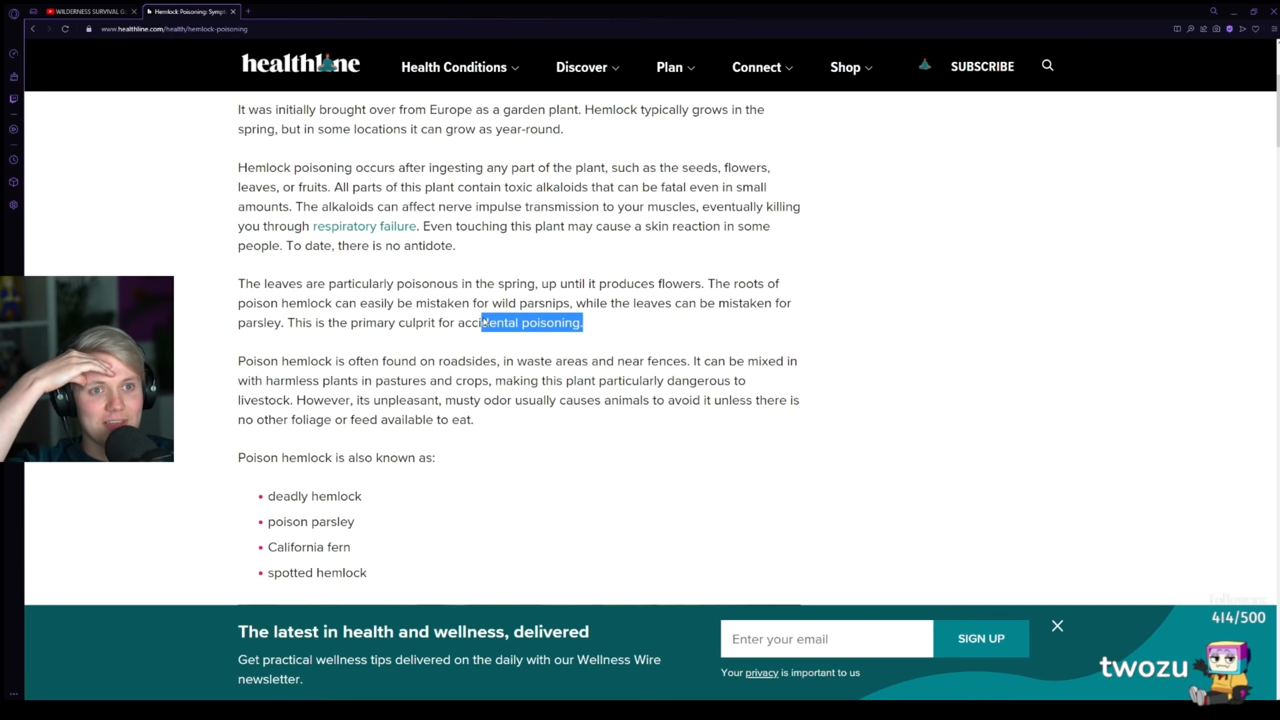 WILDERNESS SURVIVAL G
Hemlock Poisoning: Symp
www.healthline.com/health/hemlock-poisoning
healthline
Health Conditions
Discover
Plan
Connect
Shop
SUBSCRIBE
It was initially brought over from Europe as a garden plant. Hemlock typically grows in the
spring, but in some locations it can grow as year-round.
Hemlock poisoning occurs after ingesting any part of the plant, such as the seeds, flowers,
leaves, or fruits. All parts of this plant contain toxic alkaloids that can be fatal even in small
amounts. The alkaloids can affect nerve impulse transmission to your muscles, eventually killing
you through respiratory failure. Even touching this plant may cause a skin reaction in some
people. To date, there is no antidote.
The leaves are particularly poisonous in the spring, up until it produces flowers. The roots of
poison hemlock can easily be mistaken for wild parsnips, while the leaves can be mistaken for
parsley. This is the primary culprit for accidental poisoning.
Poison hemlock is often found on roadsides, in waste areas and near fences. It can be mixed in
with harmless plants in pastures and crops, making this plant particularly dangerous to
livestock. However, its unpleasant, musty odor usually causes animals to avoid it unless there is
no other foliage or feed available to eat.
Poison hemlock is also known as:
• deadly hemlock
• poison parsley
• California fern
• spotted hemlock
The latest in health and wellness, delivered
Get practical wellness tips delivered on the daily with our Wellness Wire
newsletter.
Enter your email
SIGN UP
Your privacy is important to us
414/500
twozu